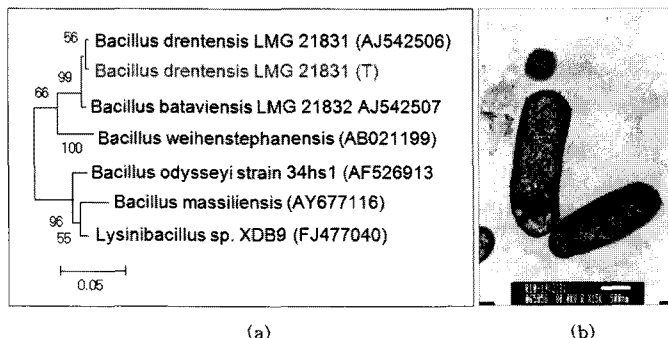 56
Bacillus drentensis LMG 21831 (AJ542506)
99
Bacillus drentensis LMG 21831 (T)
66
Bacillus bataviensis LMG 21832 AJ542507
Bacillus weihenstephanensis (AB021199)
100
Bacillus odysseyi strain 34hs1 (AF526913
Bacillus massiliensis (AY677116)
96
Lysinibacillus sp. XDB9 (FJ477040)
55
0.05
(a)
(b)